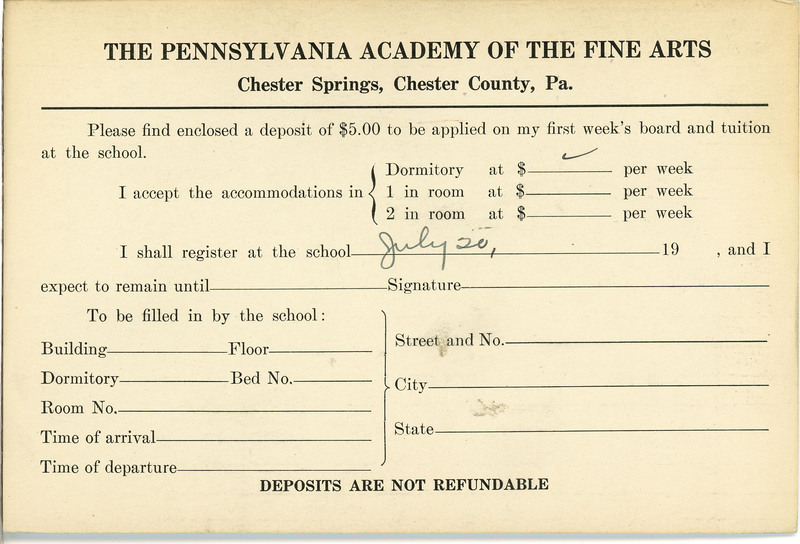 THE PENNSYLVANIA ACADEMY OF THE FINE ARTS
Chester Springs, Chester County, Pa.
Please find enclosed a deposit of $5.00 to be applied on my first week's board and tuition
at the school.
Dormitory at $ ✓ per week
I accept the accommodations in { 1 in room at $ per week
2 in room at $ per week
I shall register at the school July 20, 19 , and I
expect to remain until Signature
To be filled in by the school:
Building Floor
Dormitory Bed No.
Room No.
Time of arrival
Time of departure
Street and No.
City
State
DEPOSITS ARE NOT REFUNDABLE